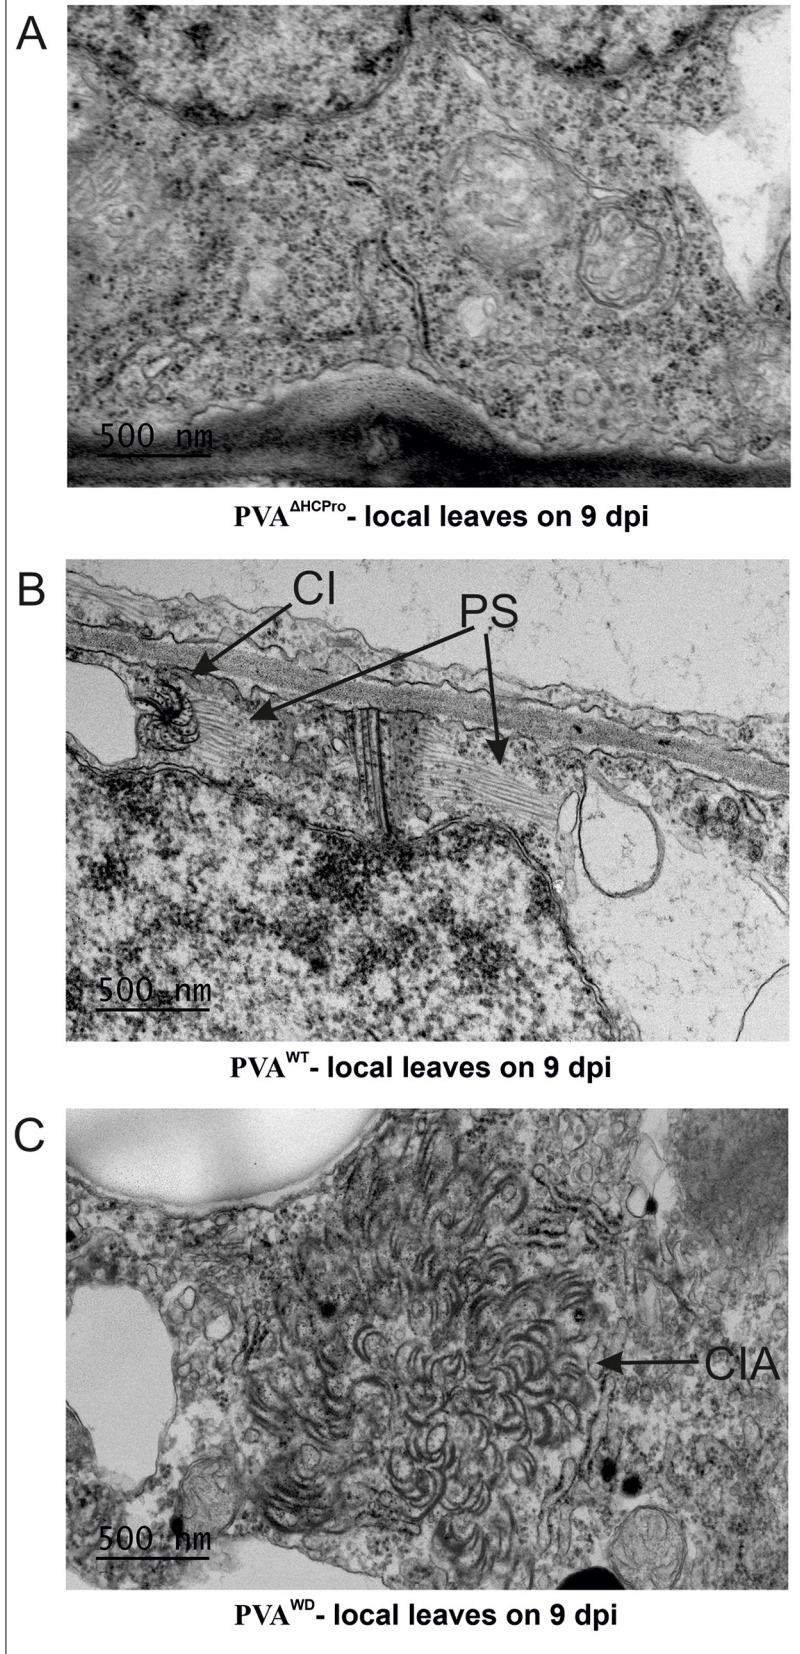 A
500 nm
PVAΔHCPro- local leaves on 9 dpi
B
CI
PS
500 nm
PVAWT- local leaves on 9 dpi
C
CIA
500 nm
PVAWD- local leaves on 9 dpi